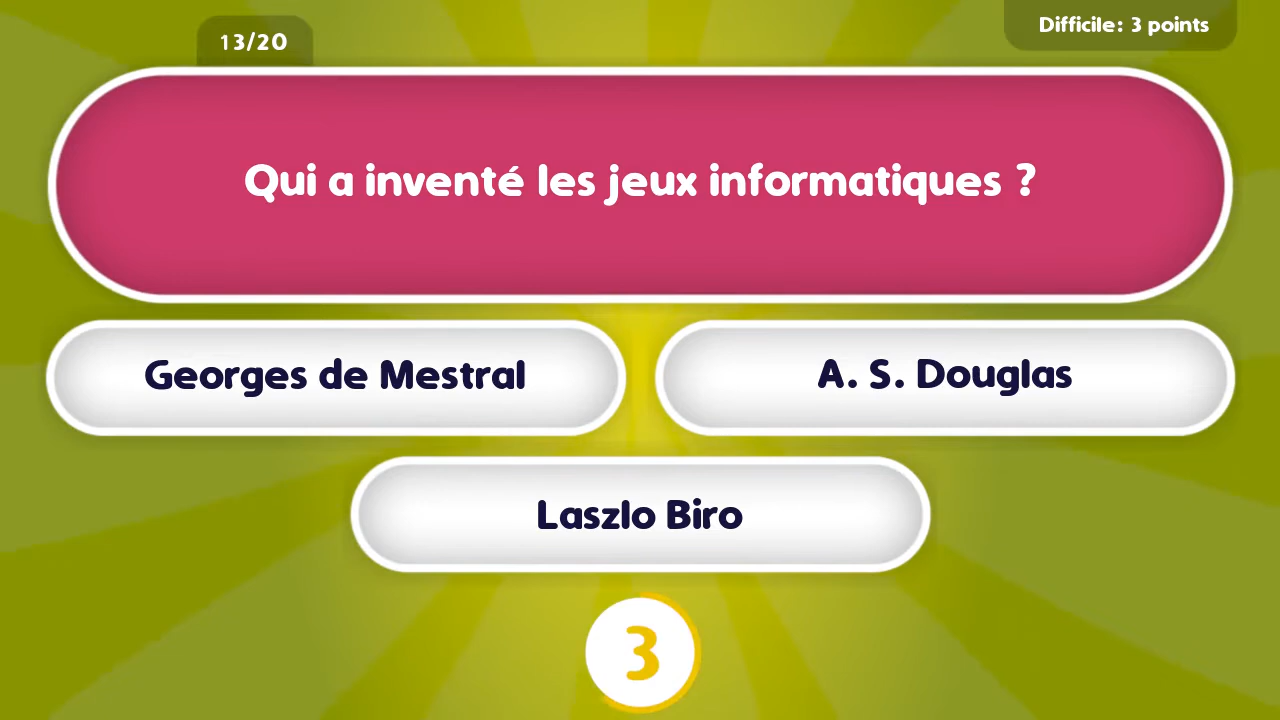 13/20
Difficile: 3 points
Qui a inventé les jeux informatiques ?
Georges de Mestral
A. S. Douglas
Laszlo Biro
3